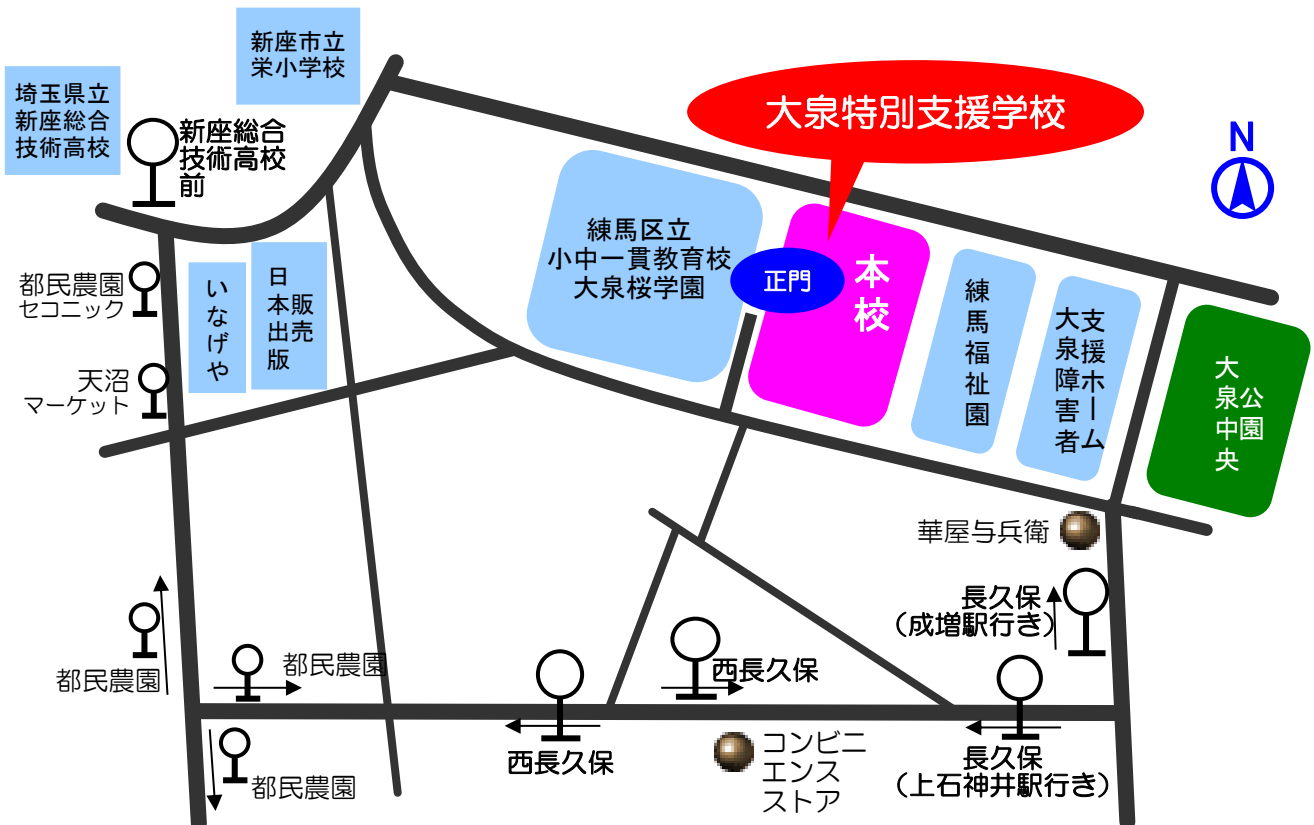 新座市立
栄小学校
埼玉県立
新座総合
技術高校
新座総合
技術高校
前
大泉特別支援学校
N
練馬区立
小中一貫教育校
大泉桜学園
正門
本校
練馬福祉園
大泉障害者
支援ホーム
大泉中央
公園
都民農園
セコニック
いなげや
日本出版
販売
天沼
マーケット
華屋与兵衛
長久保
（成増駅行き）
都民農園
都民農園
西長久保
西長久保
都民農園
コンビニ
エンス
ストア
長久保
（上石神井駅行き）